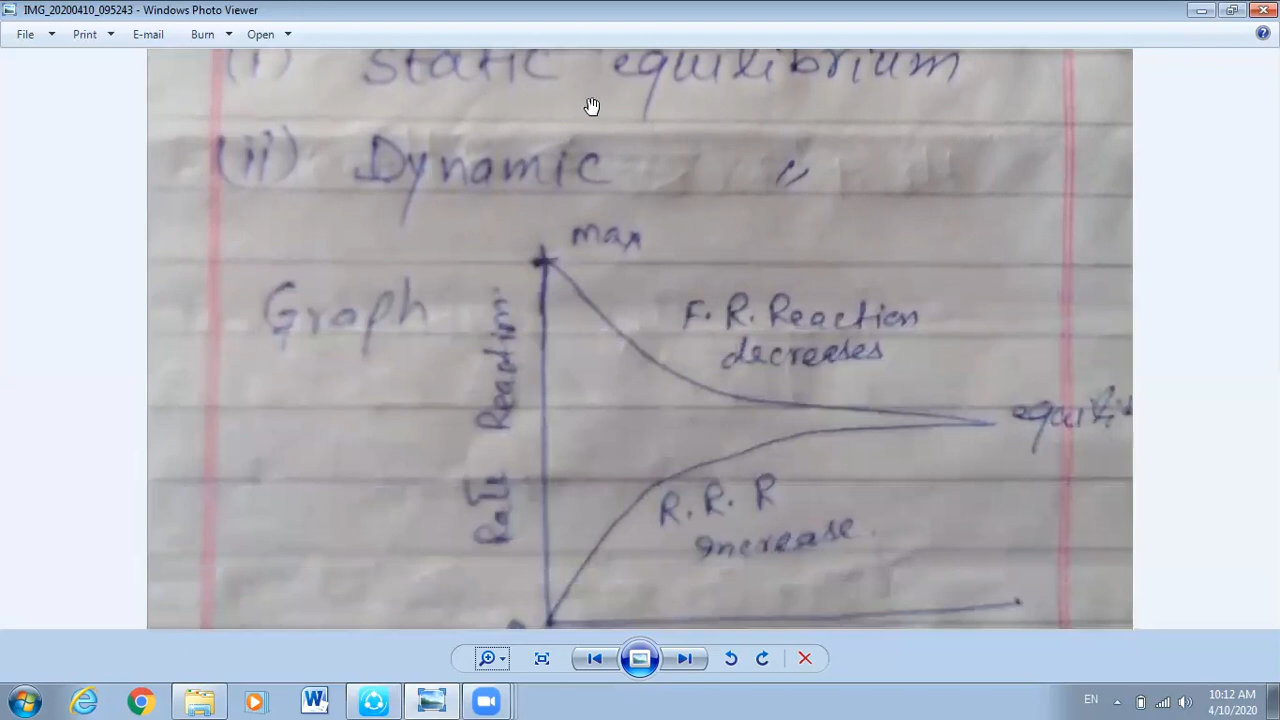 IMG_20200410_095243 - Windows Photo Viewer
File Print E-mail Burn Open
(i) Static equilibrium
(ii) Dynamic "
max
Graph
F. R. Reaction
decreases
Rate Reaction
R. R. R
increase.
EN
10:12 AM
4/10/2020